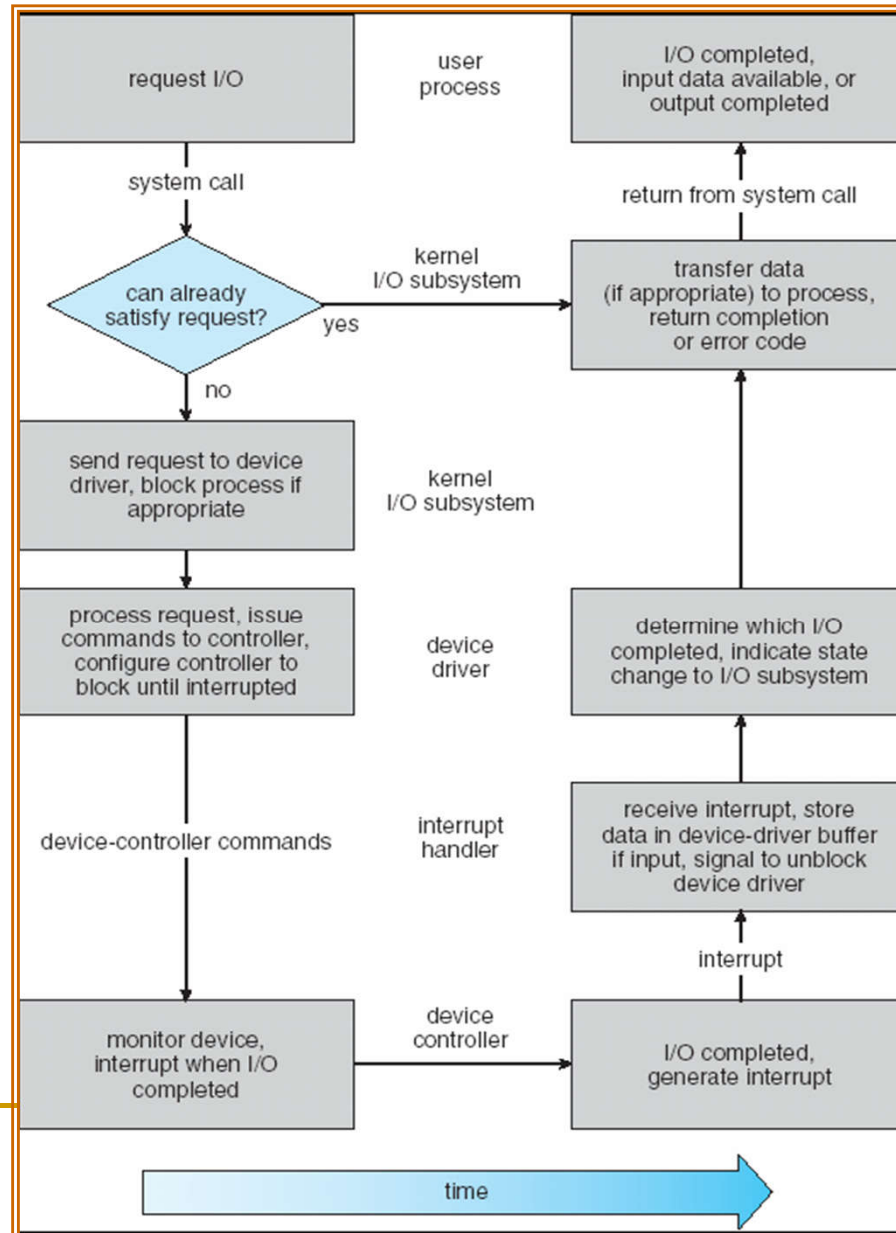 request I/O
user
process
I/O completed,
input data available, or
output completed
system call
return from system call
can already
satisfy request?
yes
no
kernel
I/O subsystem
transfer data
(if appropriate) to process,
return completion
or error code
send request to device
driver, block process if
appropriate
kernel
I/O subsystem
process request, issue
commands to controller,
configure controller to
block until interrupted
device
driver
determine which I/O
completed, indicate state
change to I/O subsystem
device-controller commands
interrupt
handler
receive interrupt, store
data in device-driver buffer
if input, signal to unblock
device driver
interrupt
monitor device,
interrupt when I/O
completed
device
controller
I/O completed,
generate interrupt
time